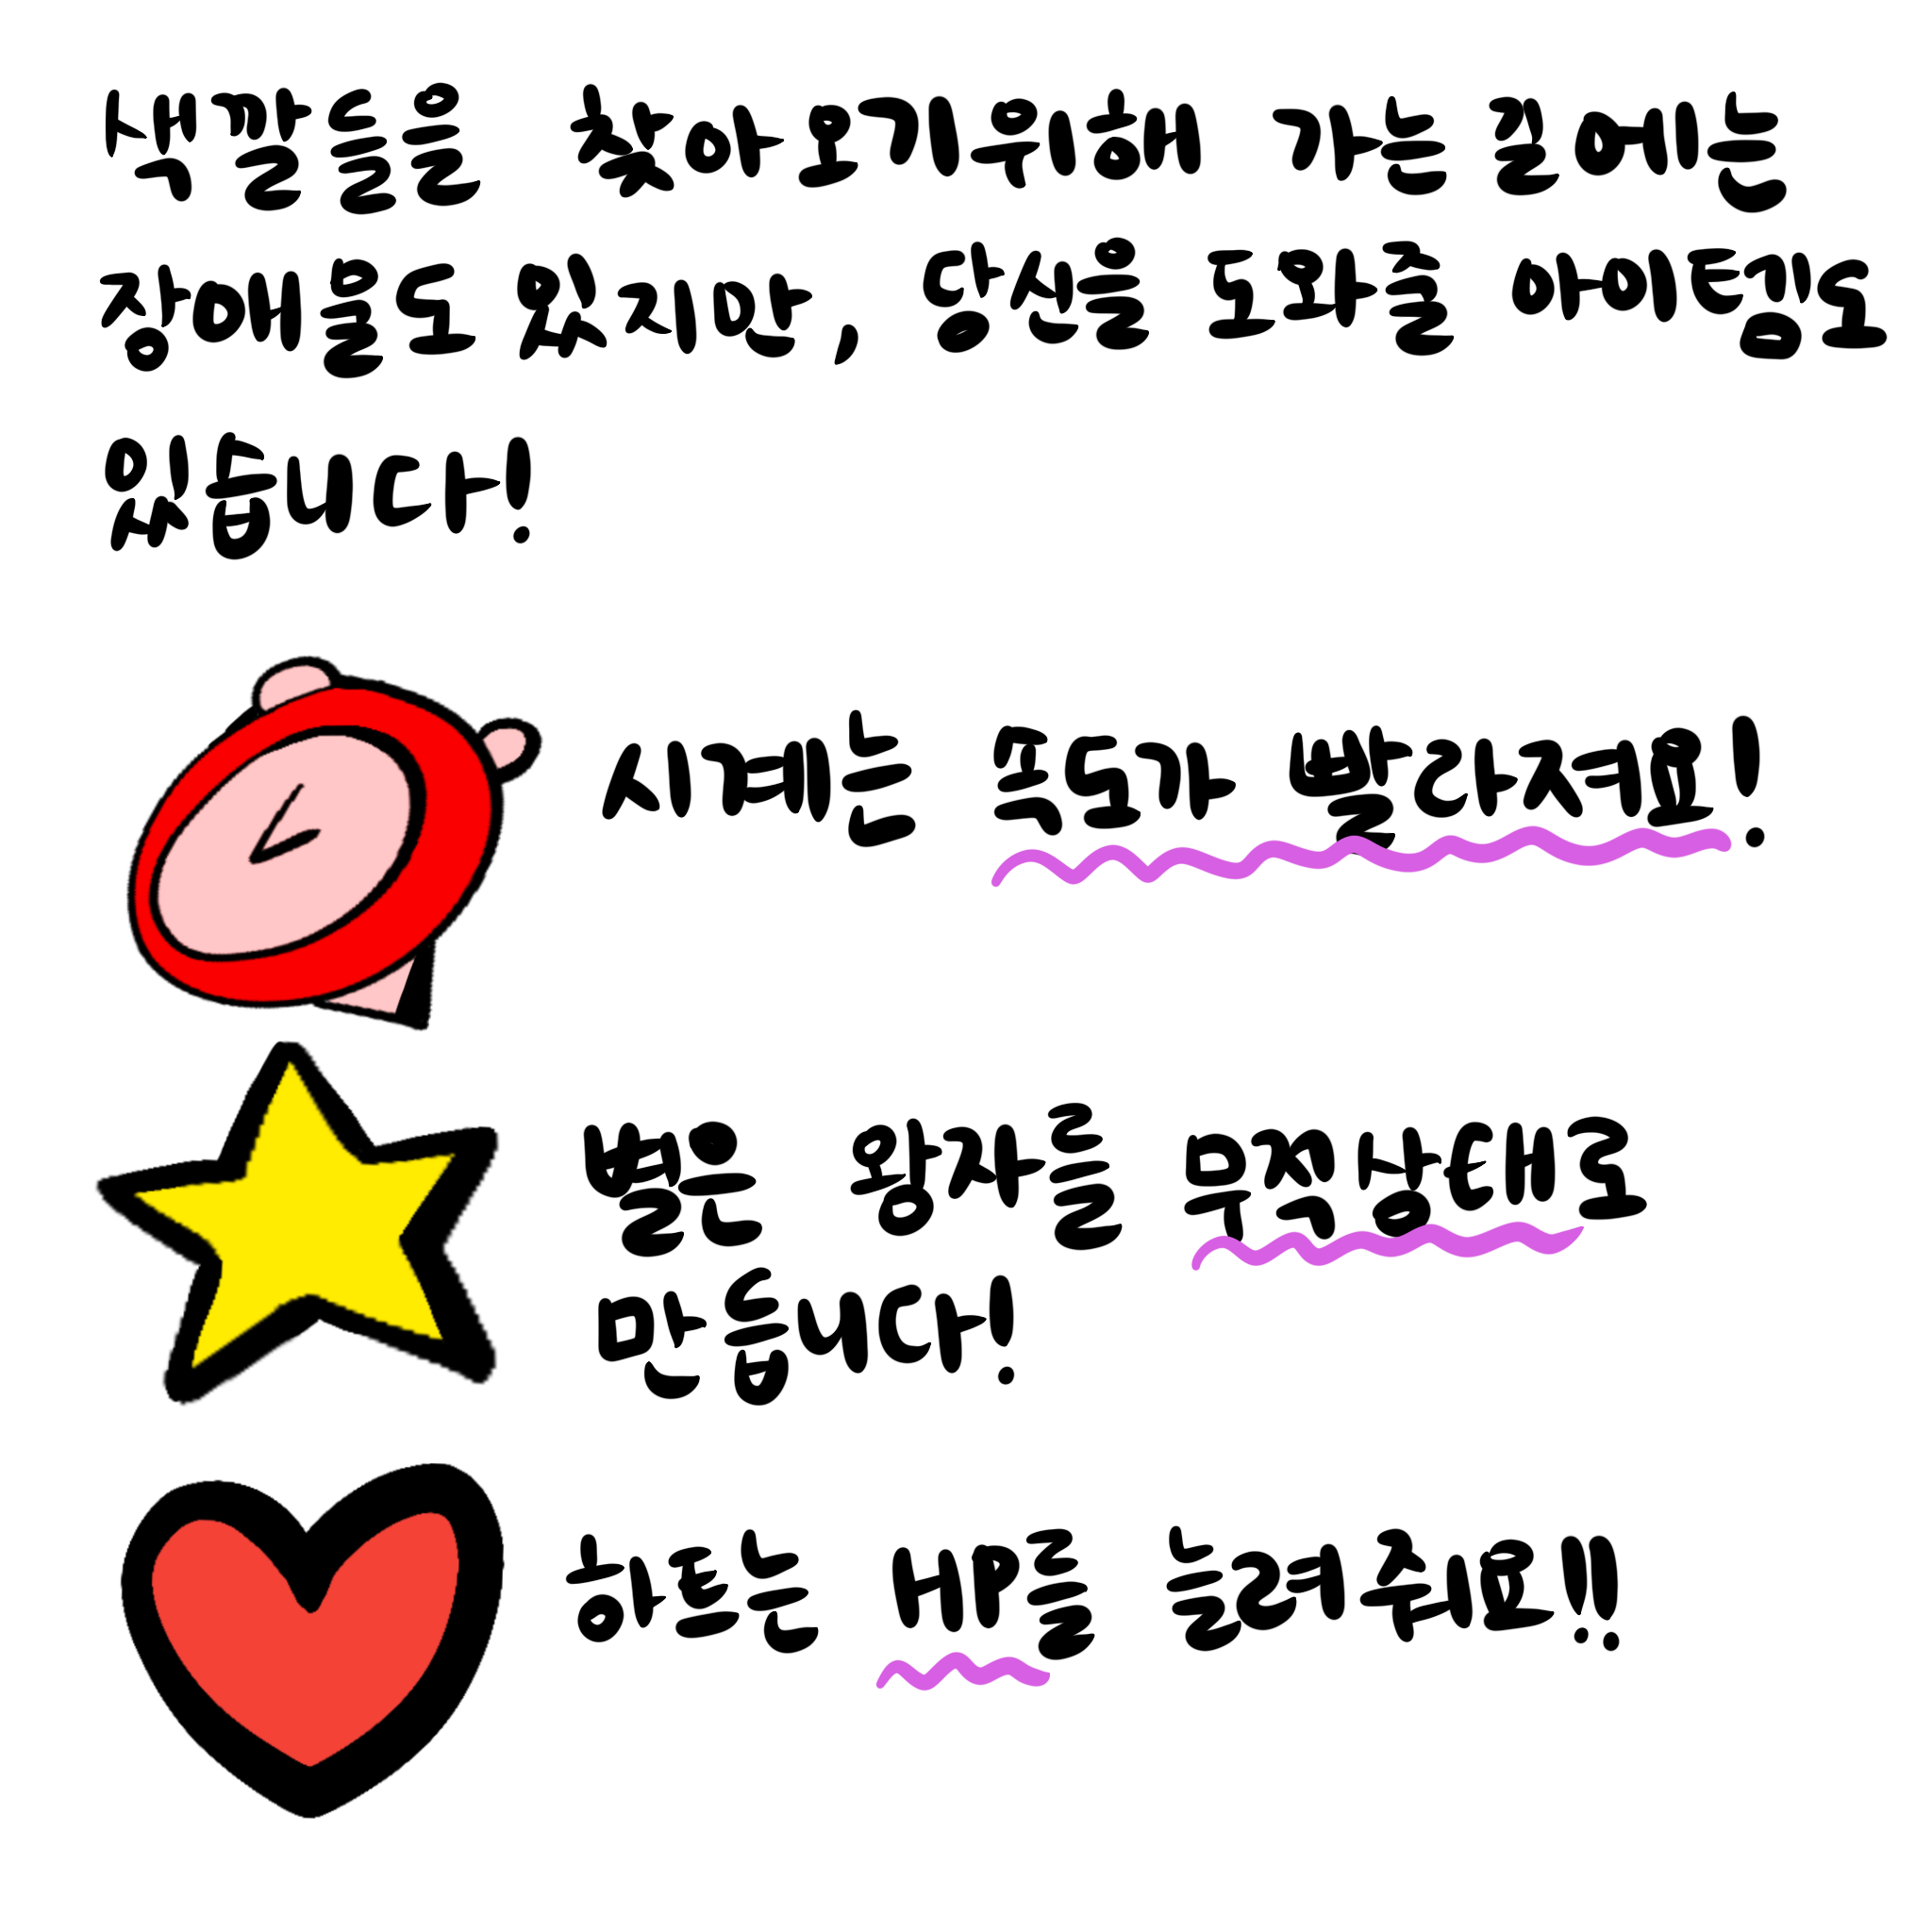 색깔들을 찾아오기위해 가는 길에는
장애물도 있지만, 당신을 도와줄 아이템도
있습니다!
시계는 속도가 빨라져요!
별은 왕자를 무적상태로
만듭니다!
하트는 HP를 늘려줘요!!